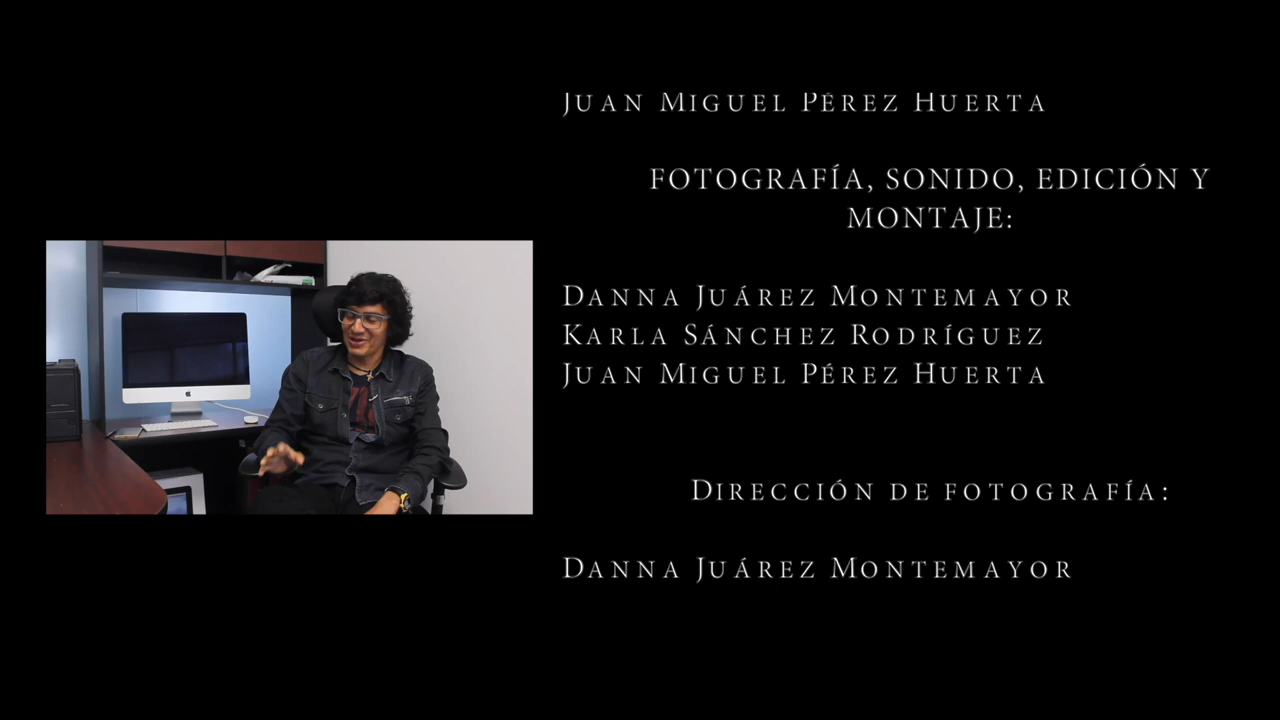 Juan Miguel Pérez Huerta
FOTOGRAFÍA, SONIDO, EDICIÓN Y
MONTAJE:
Danna Juárez Montemayor
Karla Sánchez Rodríguez
Juan Miguel Pérez Huerta
Dirección de fotografía:
Danna Juárez Montemayor